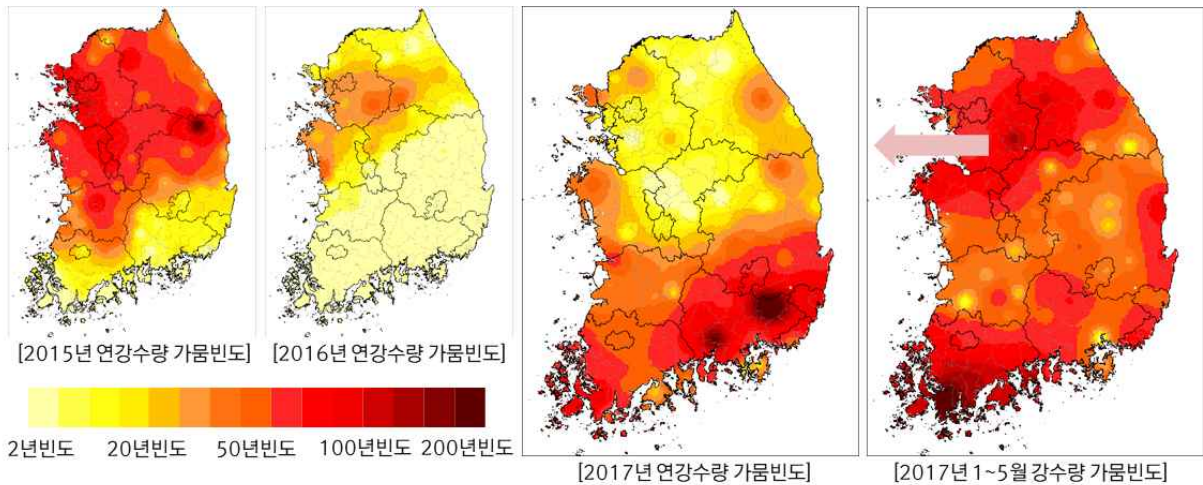 [2015년 연강수량 가뭄빈도]
[2016년 연강수량 가뭄빈도]
2년빈도 20년빈도 50년빈도 100년빈도 200년빈도
[2017년 연강수량 가뭄빈도]
[2017년 1~5월 강수량 가뭄빈도]